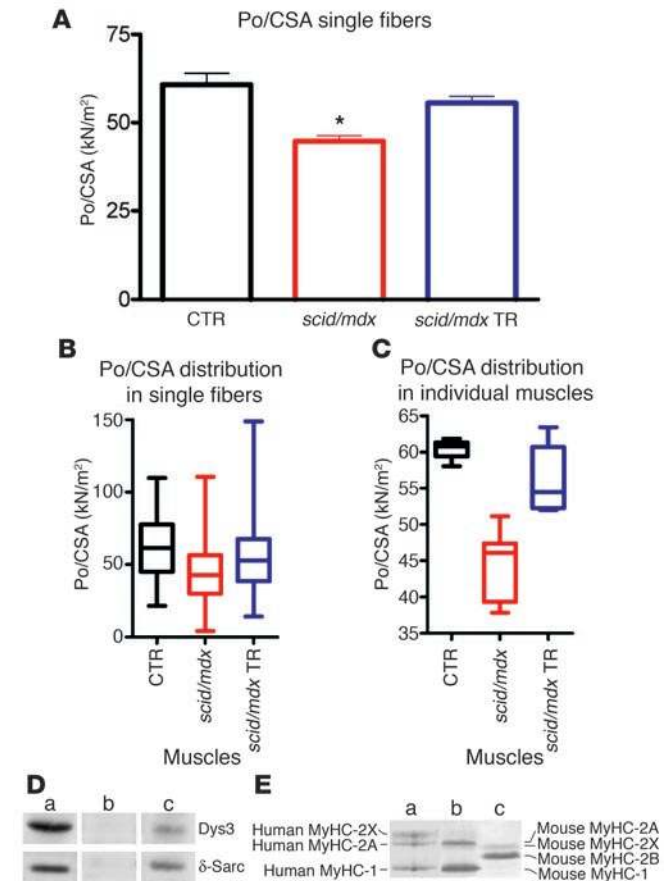 A
Po/CSA single fibers
Po/CSA (kN/m²)
75
50
25
0
*
CTR
scid/mdx
scid/mdx TR
B
Po/CSA distribution
in single fibers
Po/CSA (kN/m²)
150
100
50
0
CTR
scid/mdx
scid/mdx TR
Muscles
C
Po/CSA distribution
in individual muscles
Po/CSA (kN/m²)
65
60
55
50
45
40
35
CTR
scid/mdx
scid/mdx TR
Muscles
D
a b c
Dys3
δ-Sarc
E
a b c
Human MyHC-2X
Human MyHC-2A
Human MyHC-1
Mouse MyHC-2A
Mouse MyHC-2X
Mouse MyHC-2B
Mouse MyHC-1